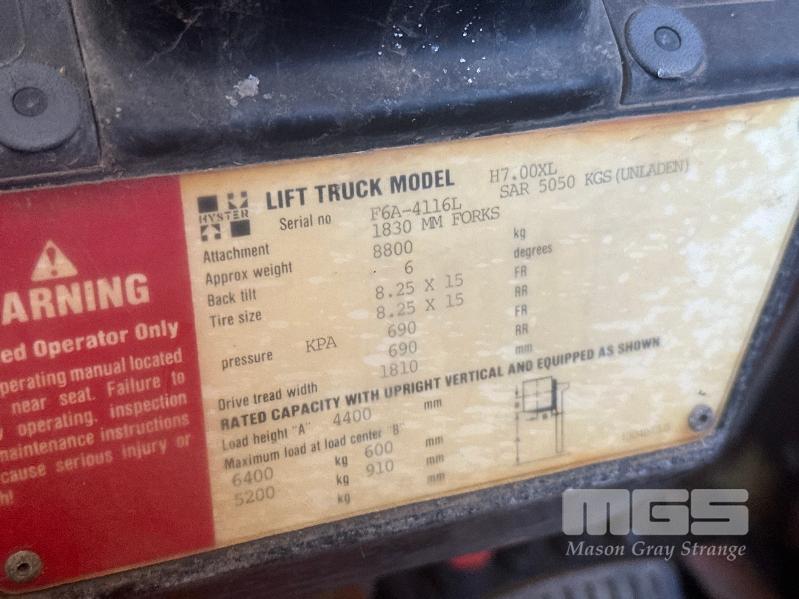 HYSTER
LIFT TRUCK MODEL H7.00XL
Serial no F6A-4116L SAR 5050 KGS (UNLADEN)
Attachment 1830 MM FORKS
Approx weight 8800 kg
Back tilt 6 degrees
Tire size 8.25 X 15 FR
8.25 X 15 RR
pressure KPA 690 FR
690 RR
Drive tread width 1810 mm
RATED CAPACITY WITH UPRIGHT VERTICAL AND EQUIPPED AS SHOWN
Load height "A" 4400 mm
Maximum load at load center "B"
6400 kg 600 mm
5200 kg 910 mm
ARNING
ed Operator Only
perating manual located
near seat. Failure to
operating, inspection
maintenance instructions
cause serious injury or
h!
MGS
Mason Gray Strange